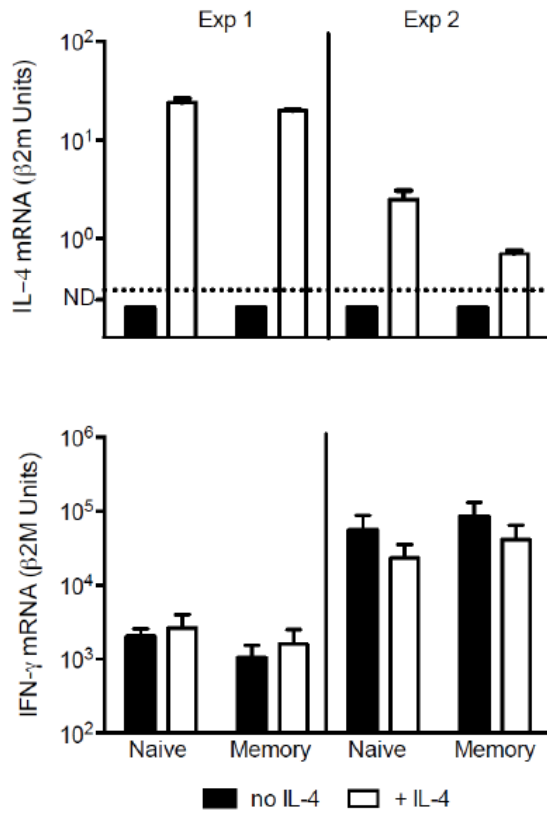 Exp 1 Exp 2
IL–4 mRNA (β2m Units)
10²
10¹
10⁰
ND
IFN-γ mRNA (β2M Units)
10⁶
10⁵
10⁴
10³
10²
Naive Memory Naive Memory
no IL-4 + IL-4